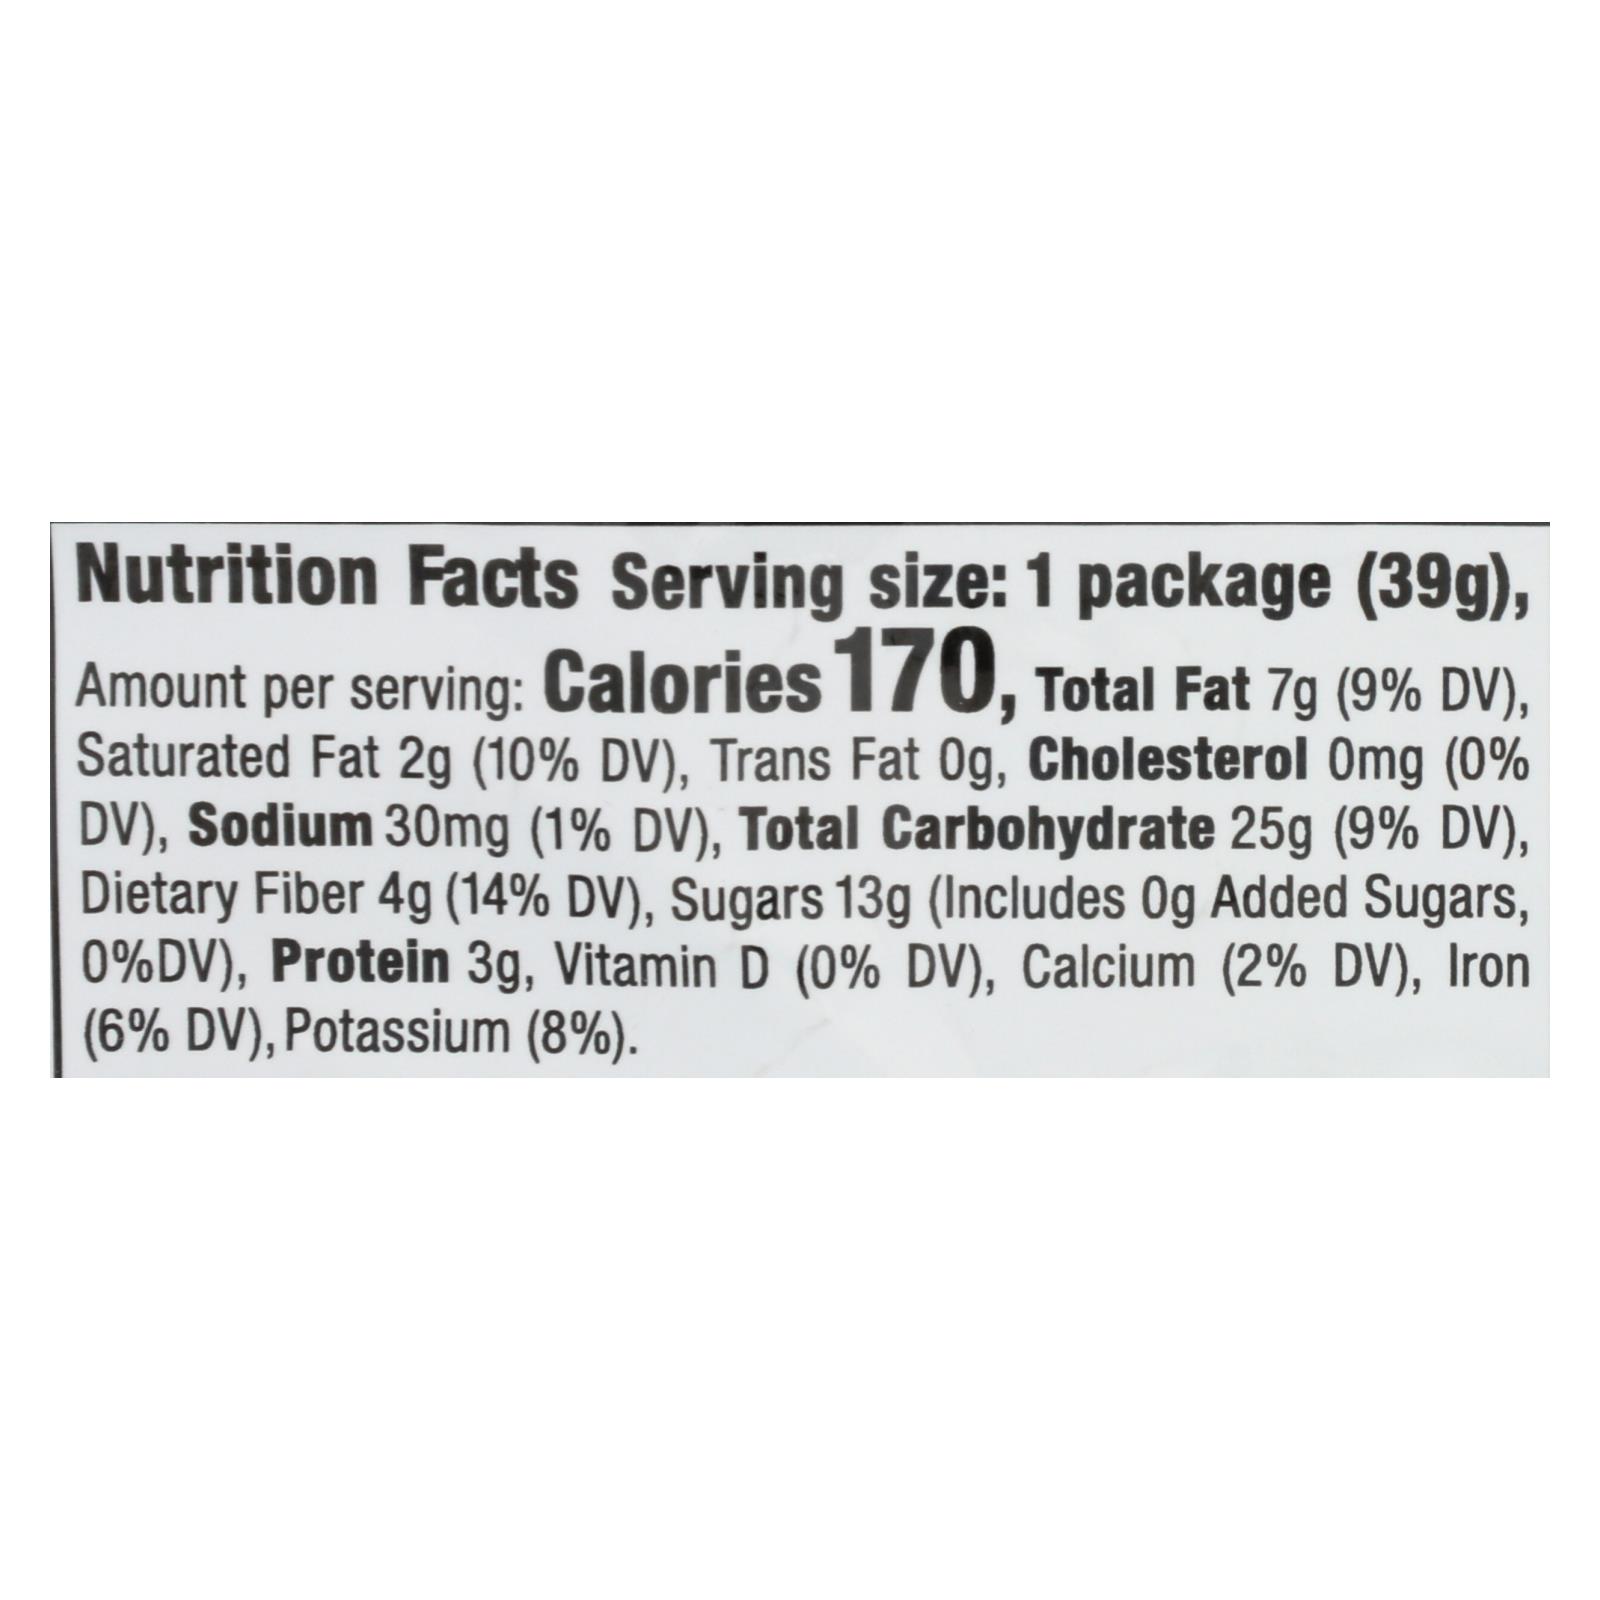 Nutrition Facts Serving size: 1 package (39g),
Amount per serving: Calories 170, Total Fat 7g (9% DV),
Saturated Fat 2g (10% DV), Trans Fat 0g, Cholesterol 0mg (0%
DV), Sodium 30mg (1% DV), Total Carbohydrate 25g (9% DV),
Dietary Fiber 4g (14% DV), Sugars 13g (Includes 0g Added Sugars,
0%DV), Protein 3g, Vitamin D (0% DV), Calcium (2% DV), Iron
(6% DV), Potassium (8%).